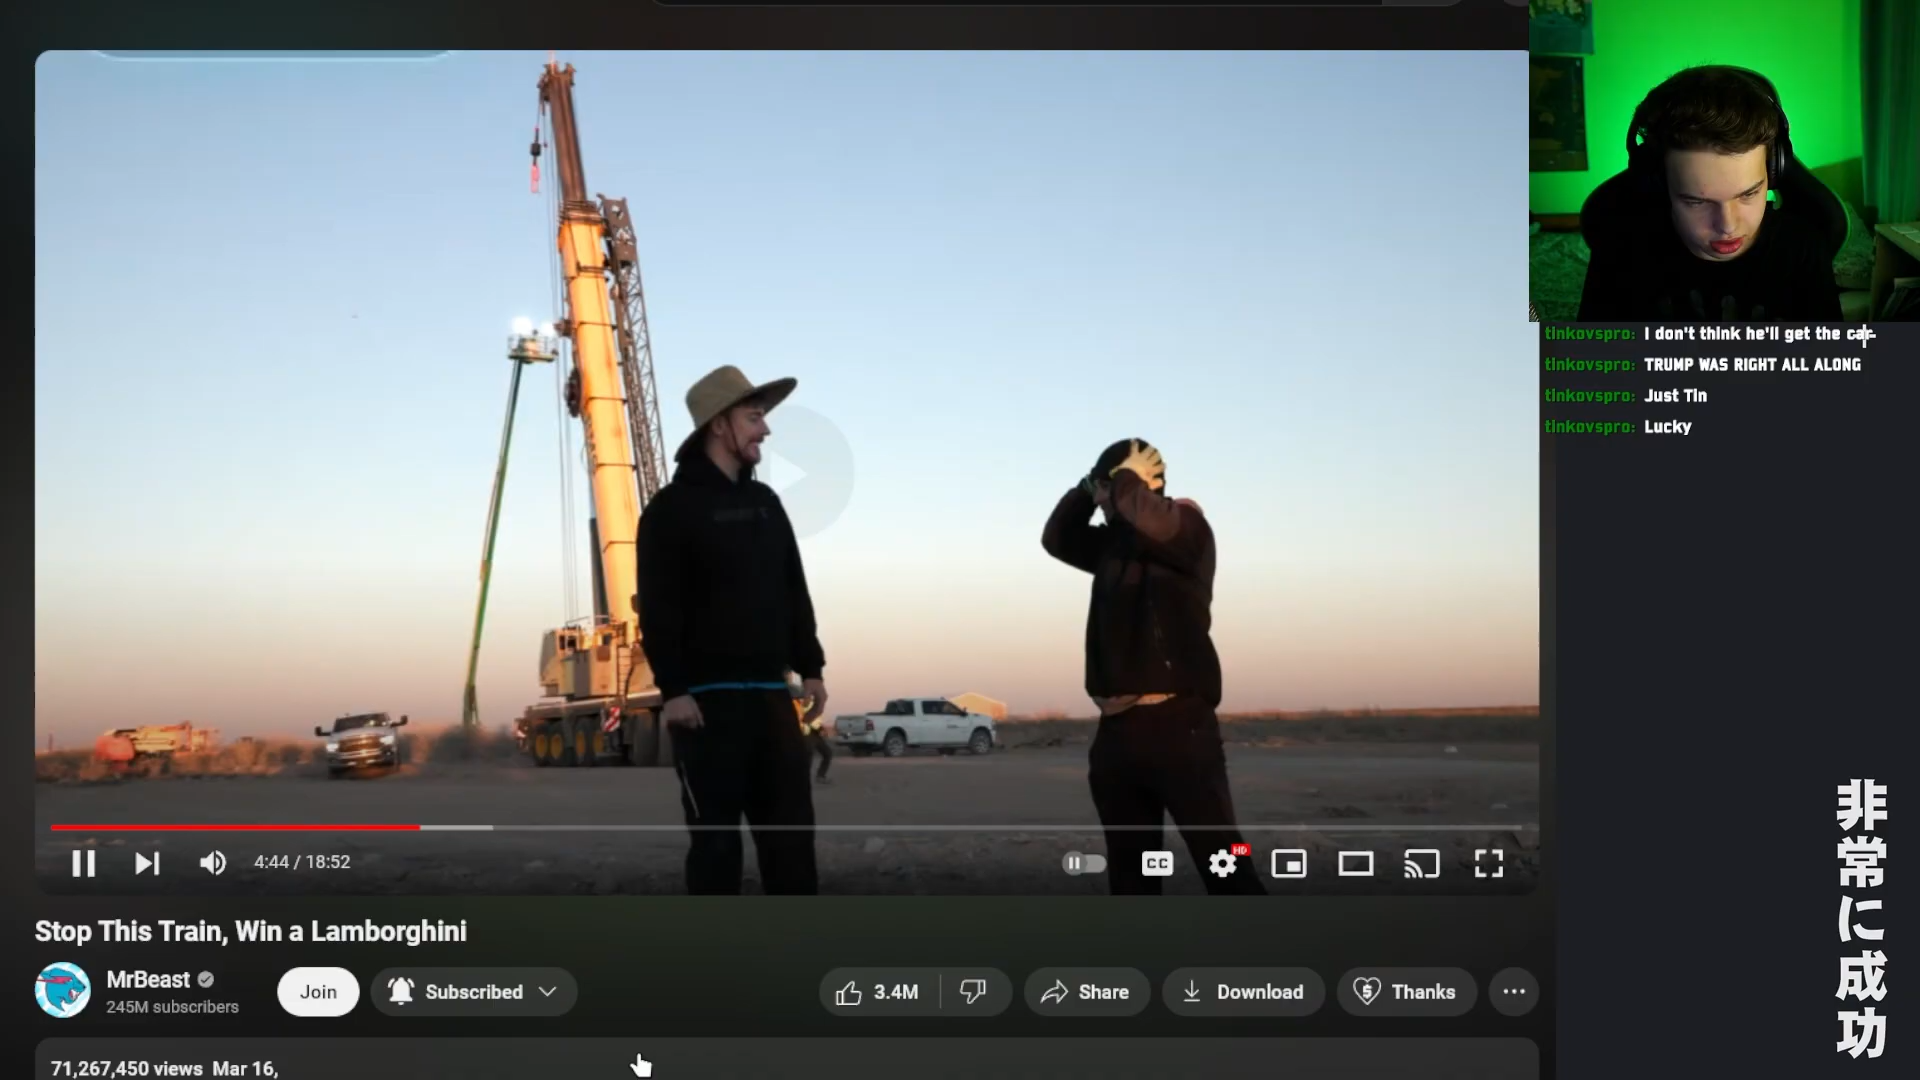 4:44 / 18:52
CC
HD
Stop This Train, Win a Lamborghini
MrBeast
245M subscribers
Join
Subscribed
3.4M
Share
Download
Thanks
71,267,450 views Mar 16,
tinkovspro: I don't think he'll get the car
tinkovspro: TRUMP WAS RIGHT ALL ALONG
tinkovspro: Just Tin
tinkovspro: Lucky
非常に成功